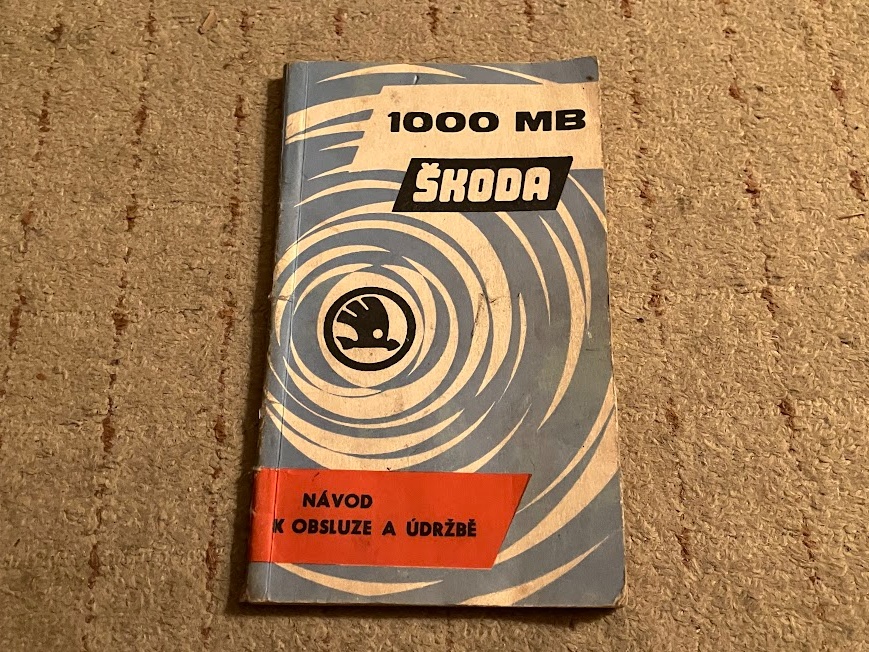 1000 MB
ŠKODA
NÁVOD
K OBSLUZE A ÚDRŽBĚ